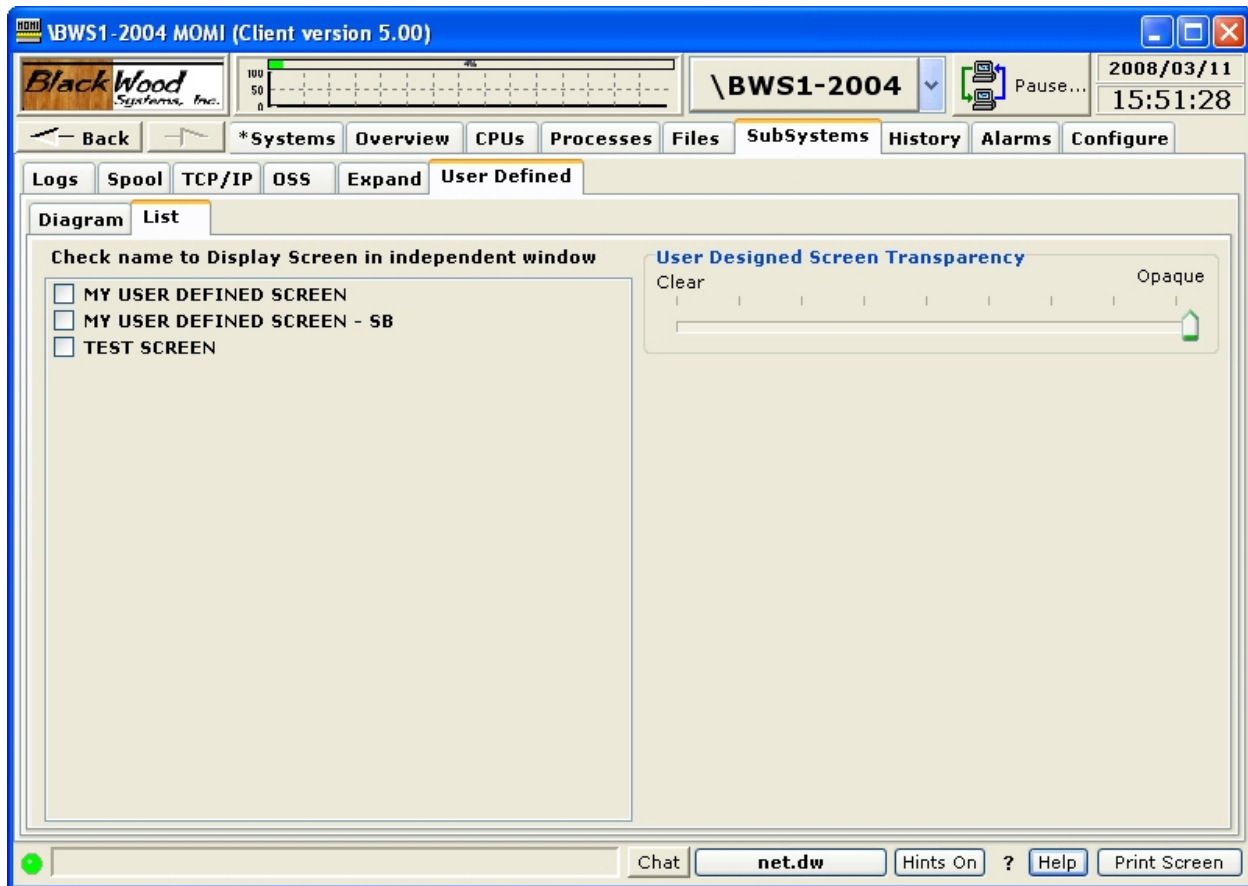 \BWS1-2004 MOMI (Client version 5.00)
BlackWood
Systems, Inc.
100
50
0
4%
\BWS1-2004
Pause...
2008/03/11
15:51:28
Back
*Systems Overview CPUs Processes Files SubSystems History Alarms Configure
Logs Spool TCP/IP OSS Expand User Defined
Diagram List
Check name to Display Screen in independent window
MY USER DEFINED SCREEN
MY USER DEFINED SCREEN - SB
TEST SCREEN
User Designed Screen Transparency
Clear Opaque
Chat net.dw Hints On ? Help Print Screen